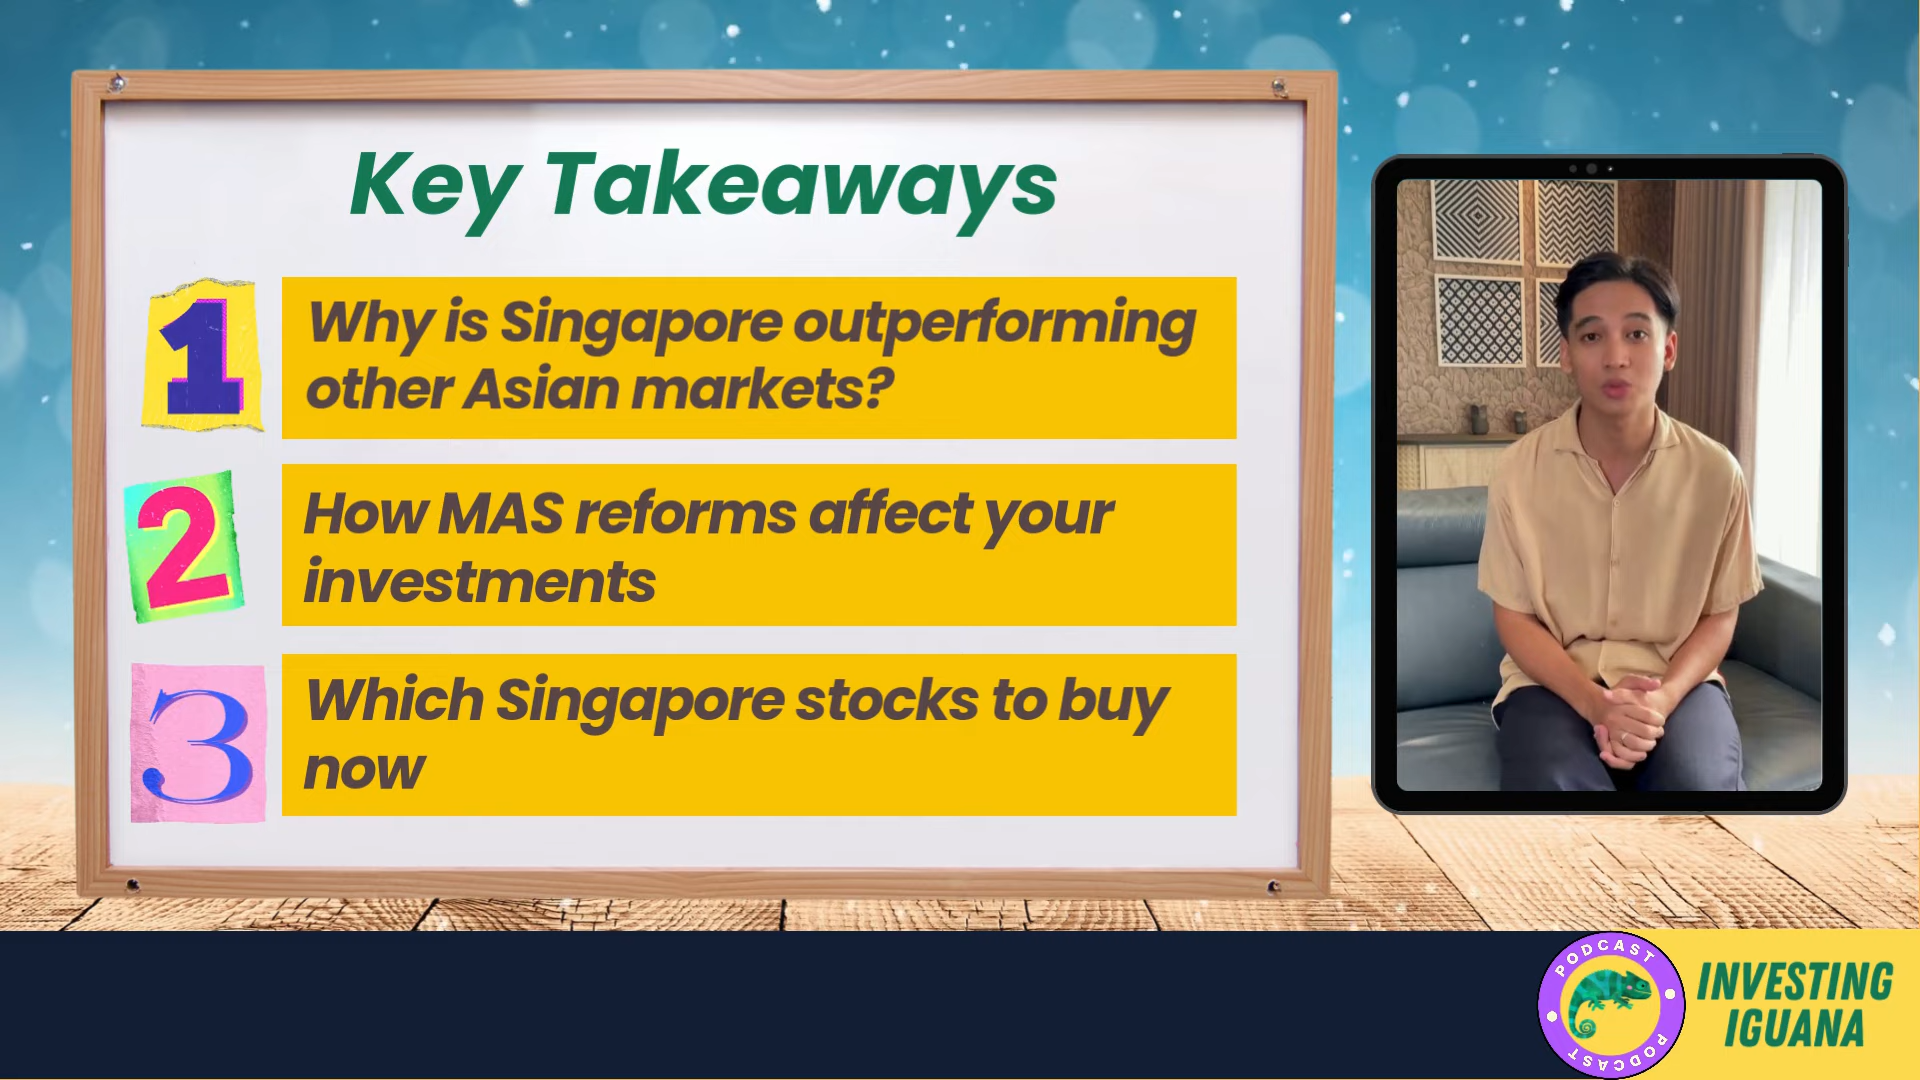 Key Takeaways
1
Why is Singapore outperforming
other Asian markets?
2
How MAS reforms affect your
investments
3
Which Singapore stocks to buy
now
PODCAST
PODCAST
INVESTING
IGUANA